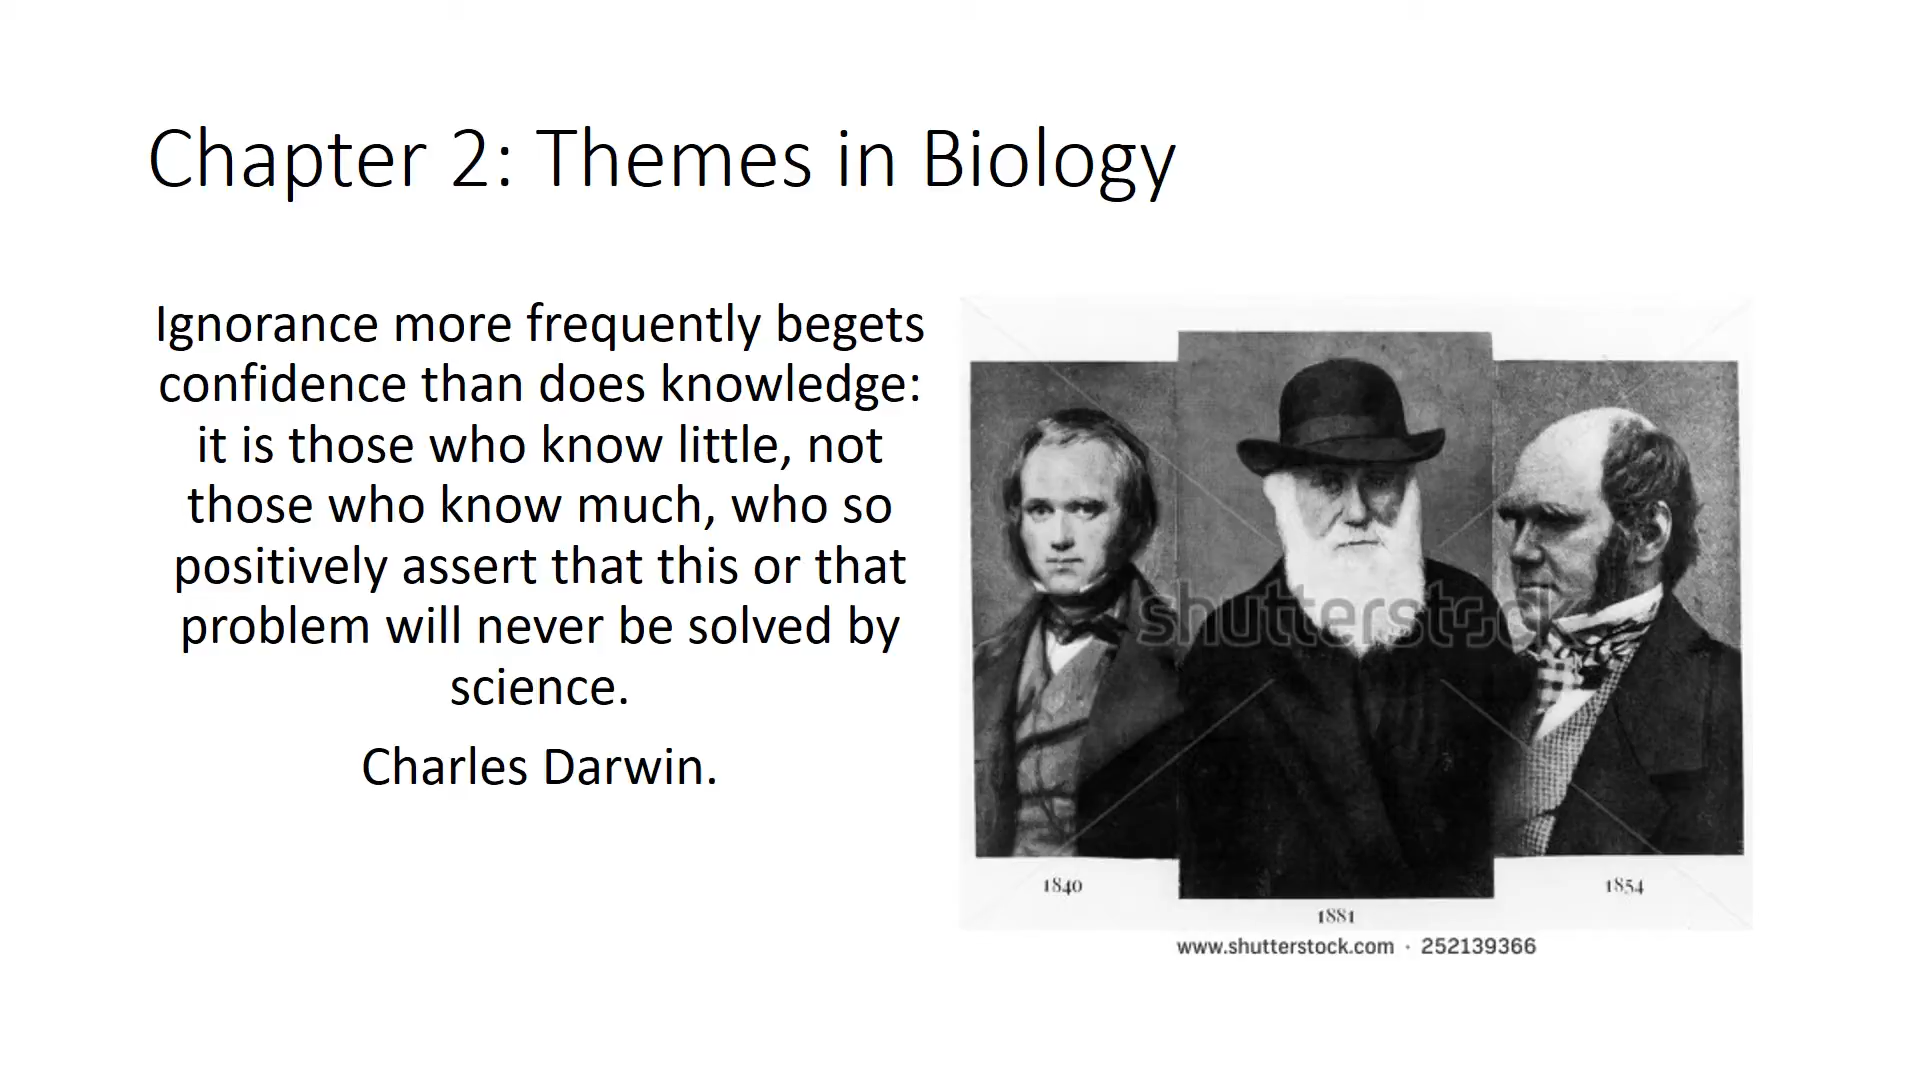 Chapter 2: Themes in Biology
Ignorance more frequently begets
confidence than does knowledge:
it is those who know little, not
those who know much, who so
positively assert that this or that
problem will never be solved by
science.
Charles Darwin.
shutterstock
1840
1854
1881
www.shutterstock.com · 252139366